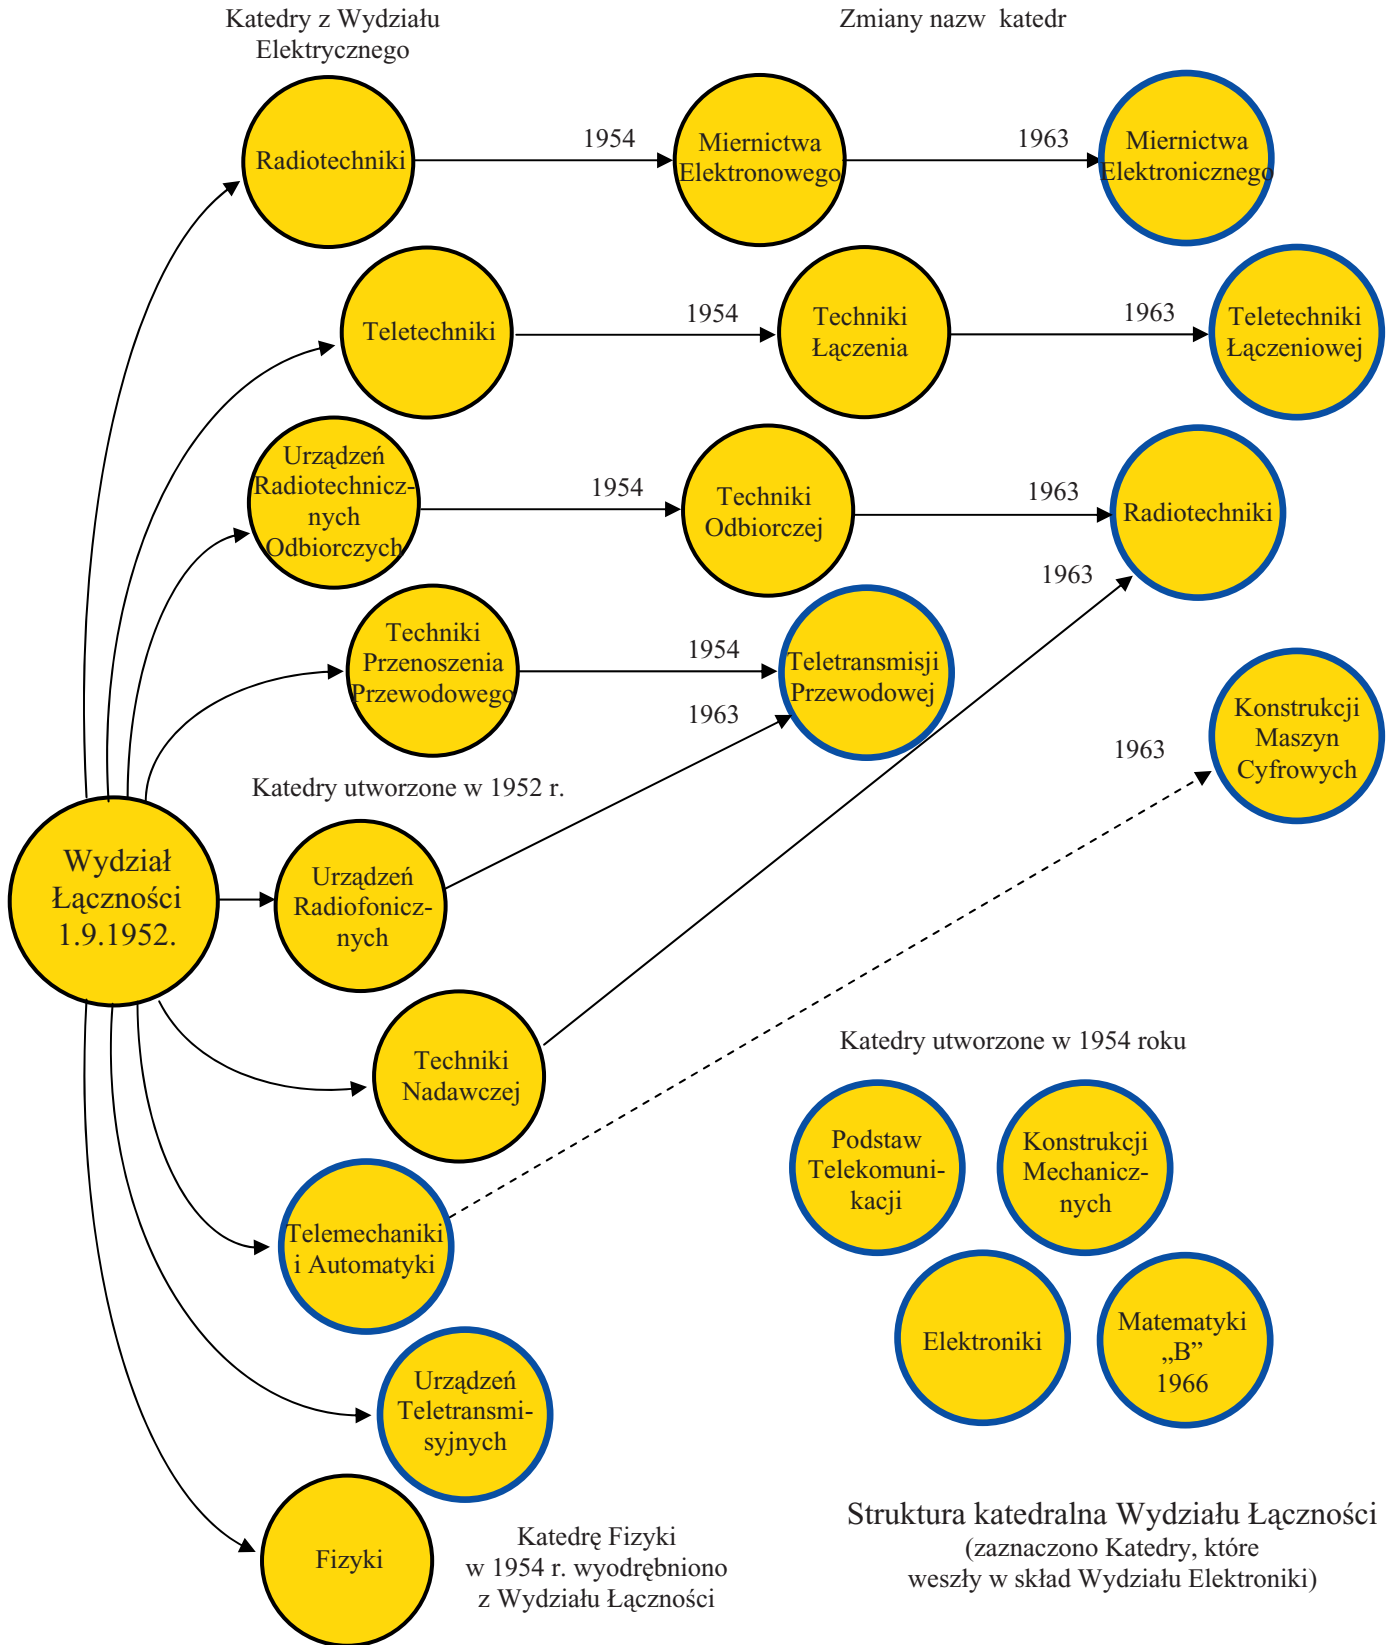 Katedry z Wydziału
Elektrycznego
Zmiany nazw katedr
Radiotechniki
1954
Miernictwa
Elektronowego
1963
Miernictwa
Elektronicznego
Teletechniki
1954
Techniki
Łączenia
1963
Teletechniki
Łączeniowej
Urządzeń
Radiotechnicz-
nych
Odbiorczych
1954
Techniki
Odbiorczej
1963
Radiotechniki
1963
Techniki
Przenoszenia
Przewodowego
1954
Teletransmisji
Przewodowej
1963
Konstrukcji
Maszyn
Cyfrowych
1963
Katedry utworzone w 1952 r.
Wydział
Łączności
1.9.1952.
Urządzeń
Radiofonicz-
nych
Techniki
Nadawczej
Katedry utworzone w 1954 roku
Podstaw
Telekomuni-
kacji
Konstrukcji
Mechanicz-
nych
Telemechaniki
i Automatyki
Elektroniki
Matematyki
„B”
1966
Urządzeń
Teletransmi-
syjnych
Fizyki
Katedrę Fizyki
w 1954 r. wyodrębniono
z Wydziału Łączności
Struktura katedralna Wydziału Łączności
(zaznaczono Katedry, które
weszły w skład Wydziału Elektroniki)